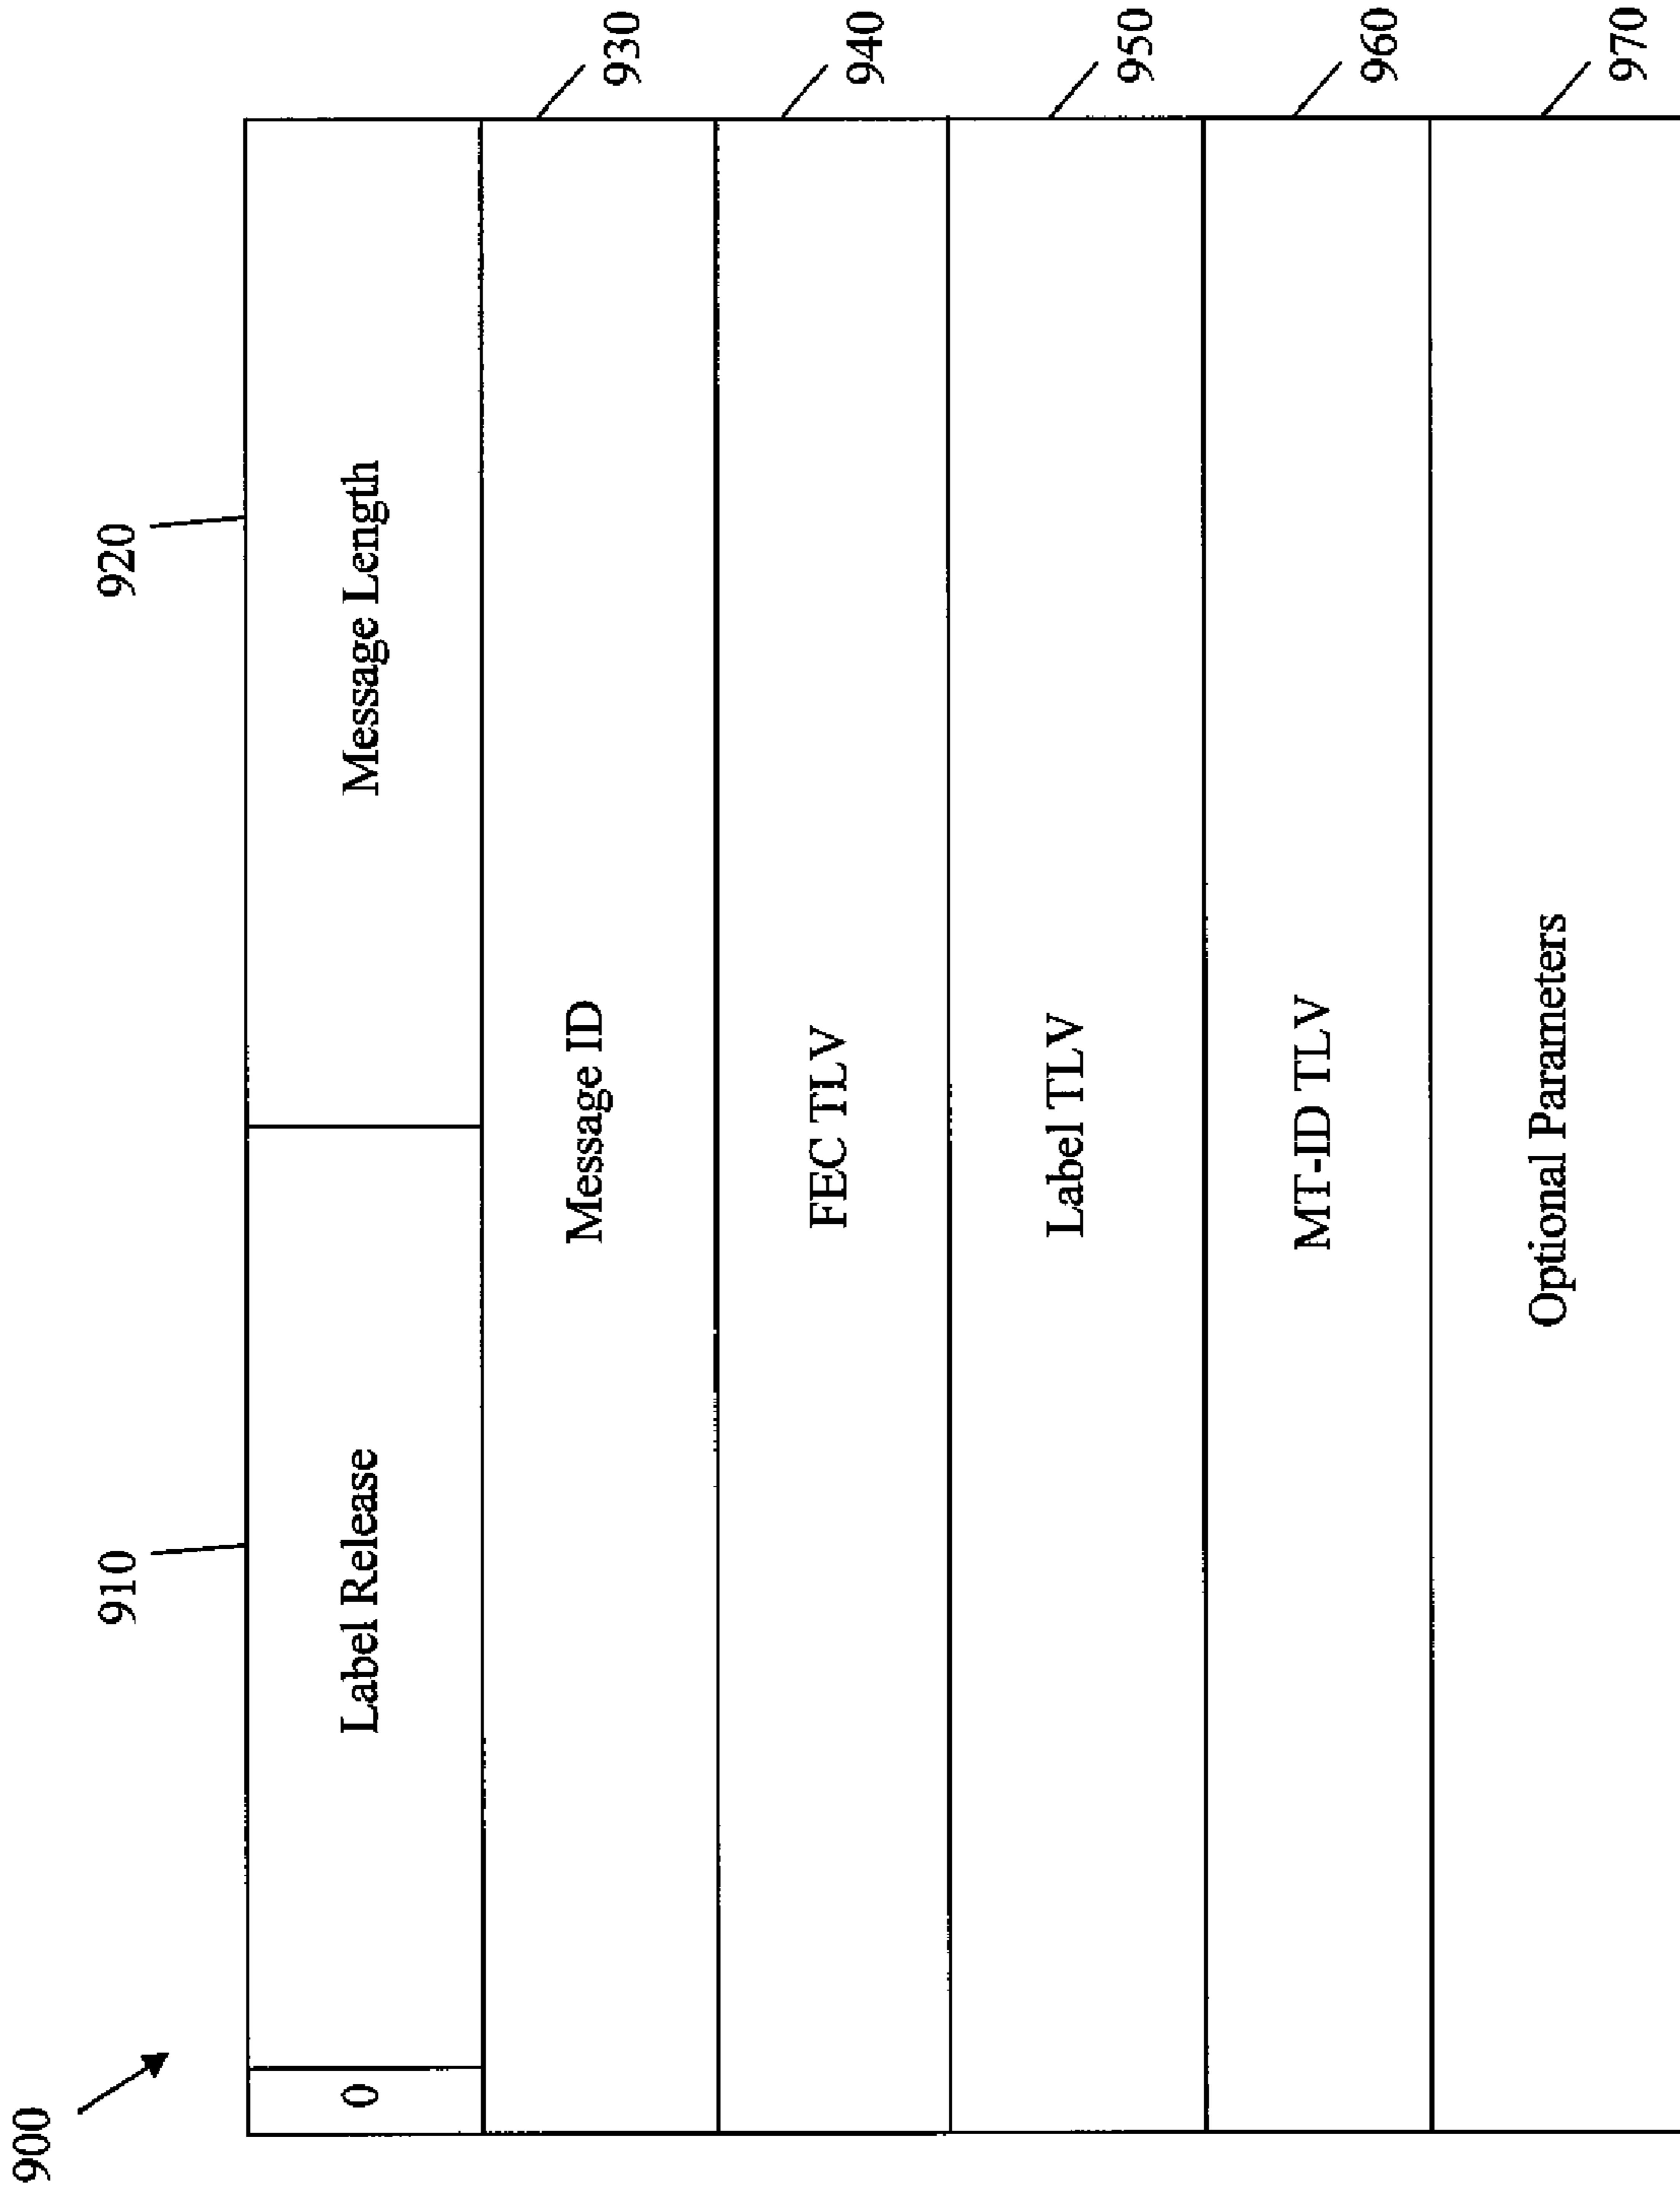 900
910
920
0
Label Release
Message Length
Message ID
930
FEC TLV
940
Label TLV
950
MT-ID TLV
960
Optional Parameters
970